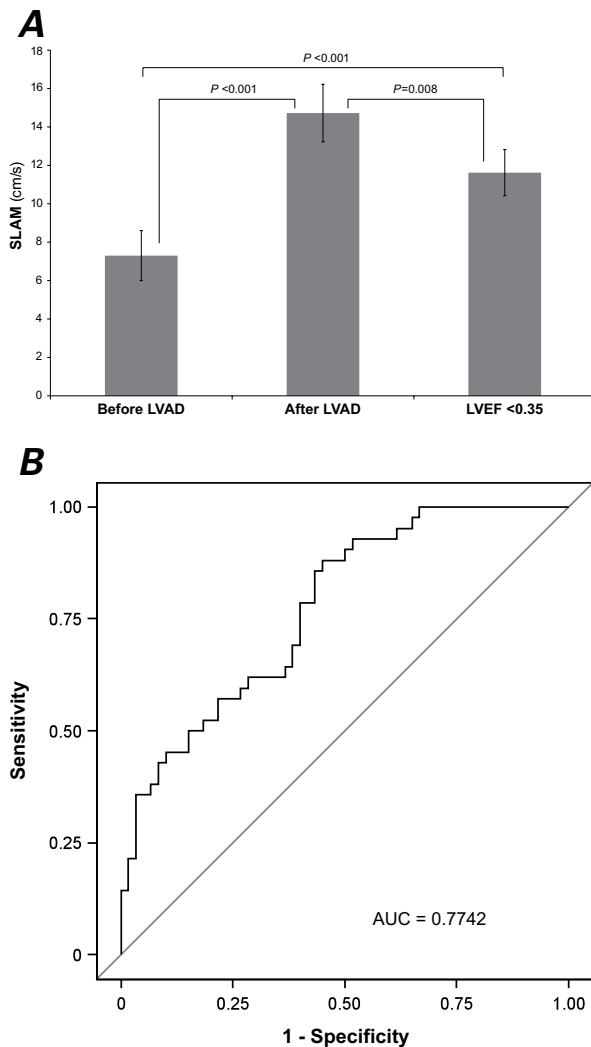 A
18
16
14
12
10
8
6
4
2
0
SLAM (cm/s)
P <0.001
P <0.001
P=0.008
Before LVAD
After LVAD
LVEF <0.35
B
1.00
0.75
0.50
0.25
0
Sensitivity
AUC = 0.7742
0
0.25
0.50
0.75
1.00
1 - Specificity